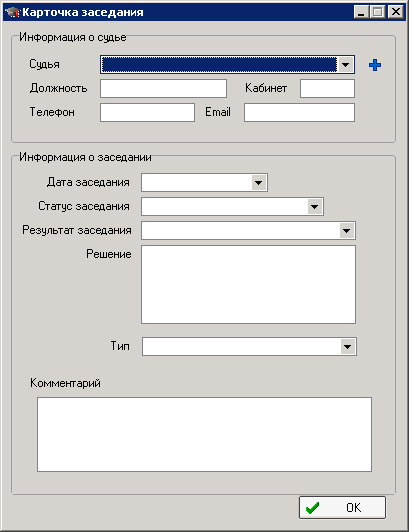 Карточка заседания
Информация о судье
Судья
Должность Кабинет
Телефон Email
Информация о заседании
Дата заседания
Статус заседания
Результат заседания
Решение
Тип
Комментарий
OK